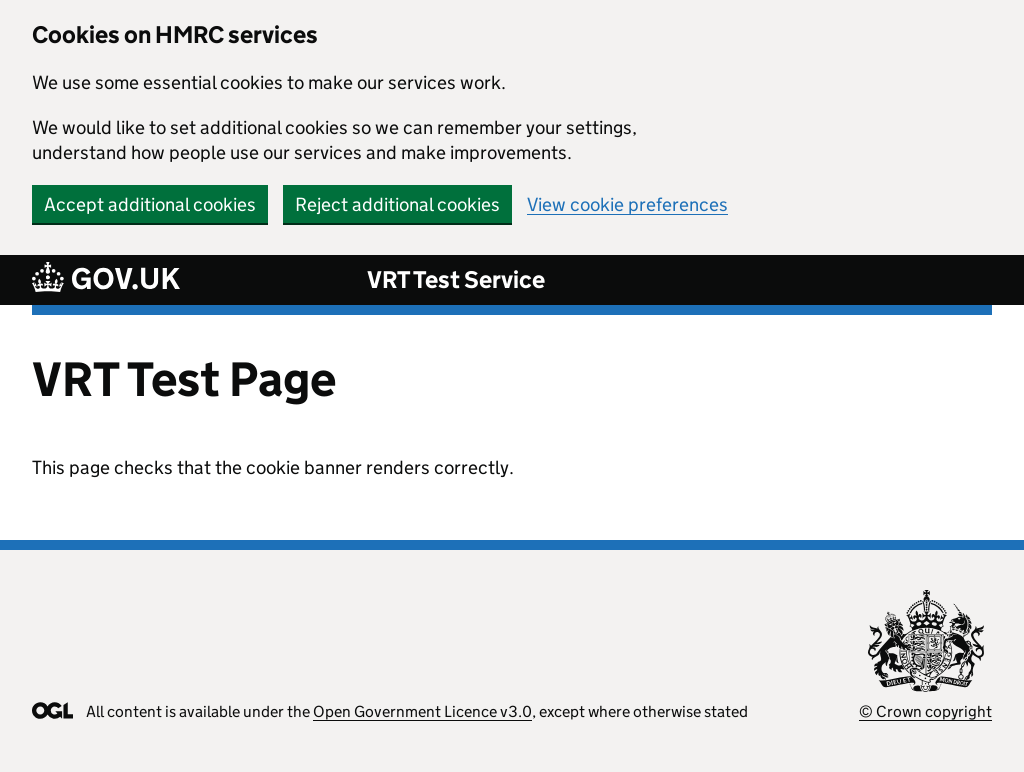 Cookies on HMRC services
We use some essential cookies to make our services work.
We would like to set additional cookies so we can remember your settings,
understand how people use our services and make improvements.
Accept additional cookies Reject additional cookies View cookie preferences
GOV.UK VRT Test Service
VRT Test Page
This page checks that the cookie banner renders correctly.
QUI
DIEU ET MON DROIT
OGL All content is available under the Open Government Licence v3.0, except where otherwise stated © Crown copyright